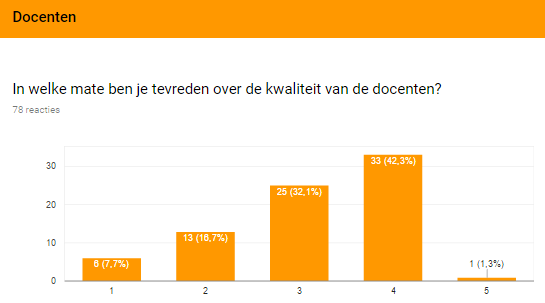 Docenten
In welke mate ben je tevreden over de kwaliteit van de docenten?
78 reacties
30
20
10
0
6 (7,7%)
13 (16,7%)
25 (32,1%)
33 (42,3%)
1 (1,3%)
1 2 3 4 5